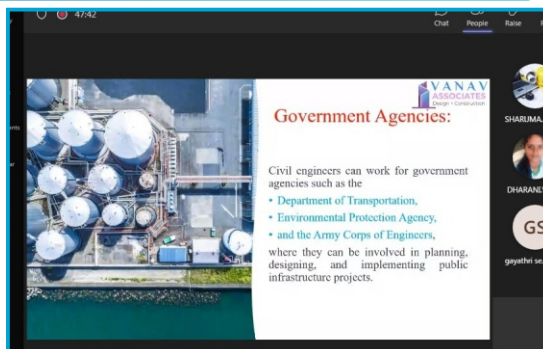 47:42
Chat People Raise
VANAV
ASSOCIATES
Design • Construction
Government Agencies:
Civil engineers can work for government
agencies such as the
• Department of Transportation,
• Environmental Protection Agency,
• and the Army Corps of Engineers,
where they can be involved in planning,
designing, and implementing public
infrastructure projects.
SHARUMA
DHARANI
GS
gayathri se